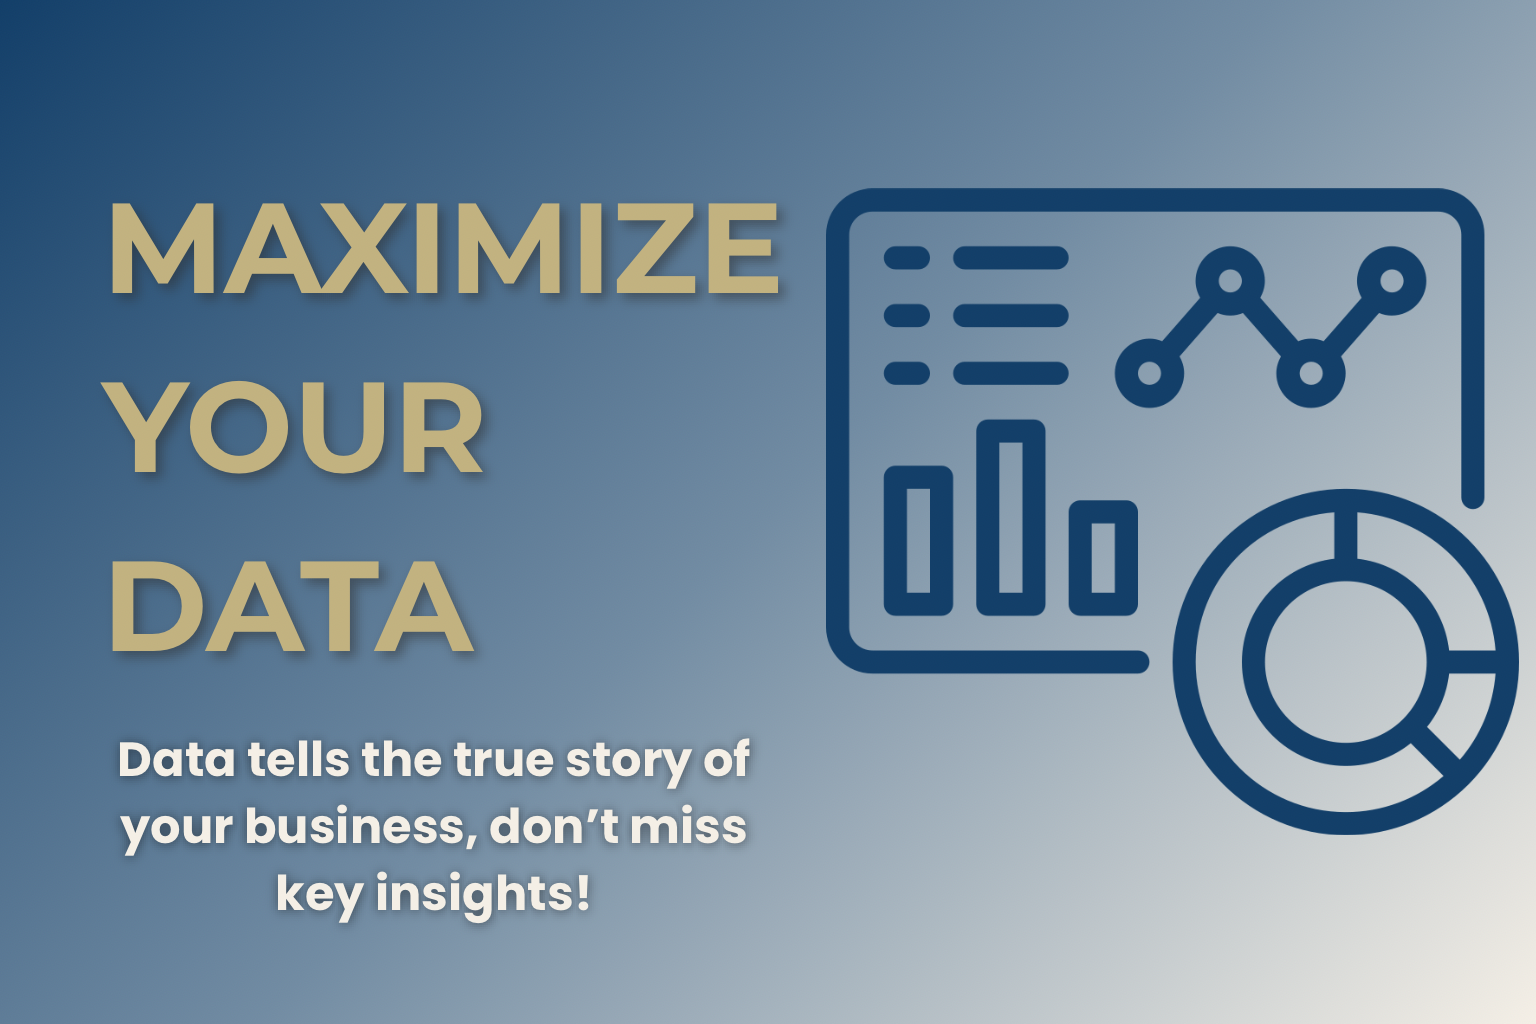 MAXIMIZE
YOUR
DATA
Data tells the true story of
your business, don’t miss
key insights!